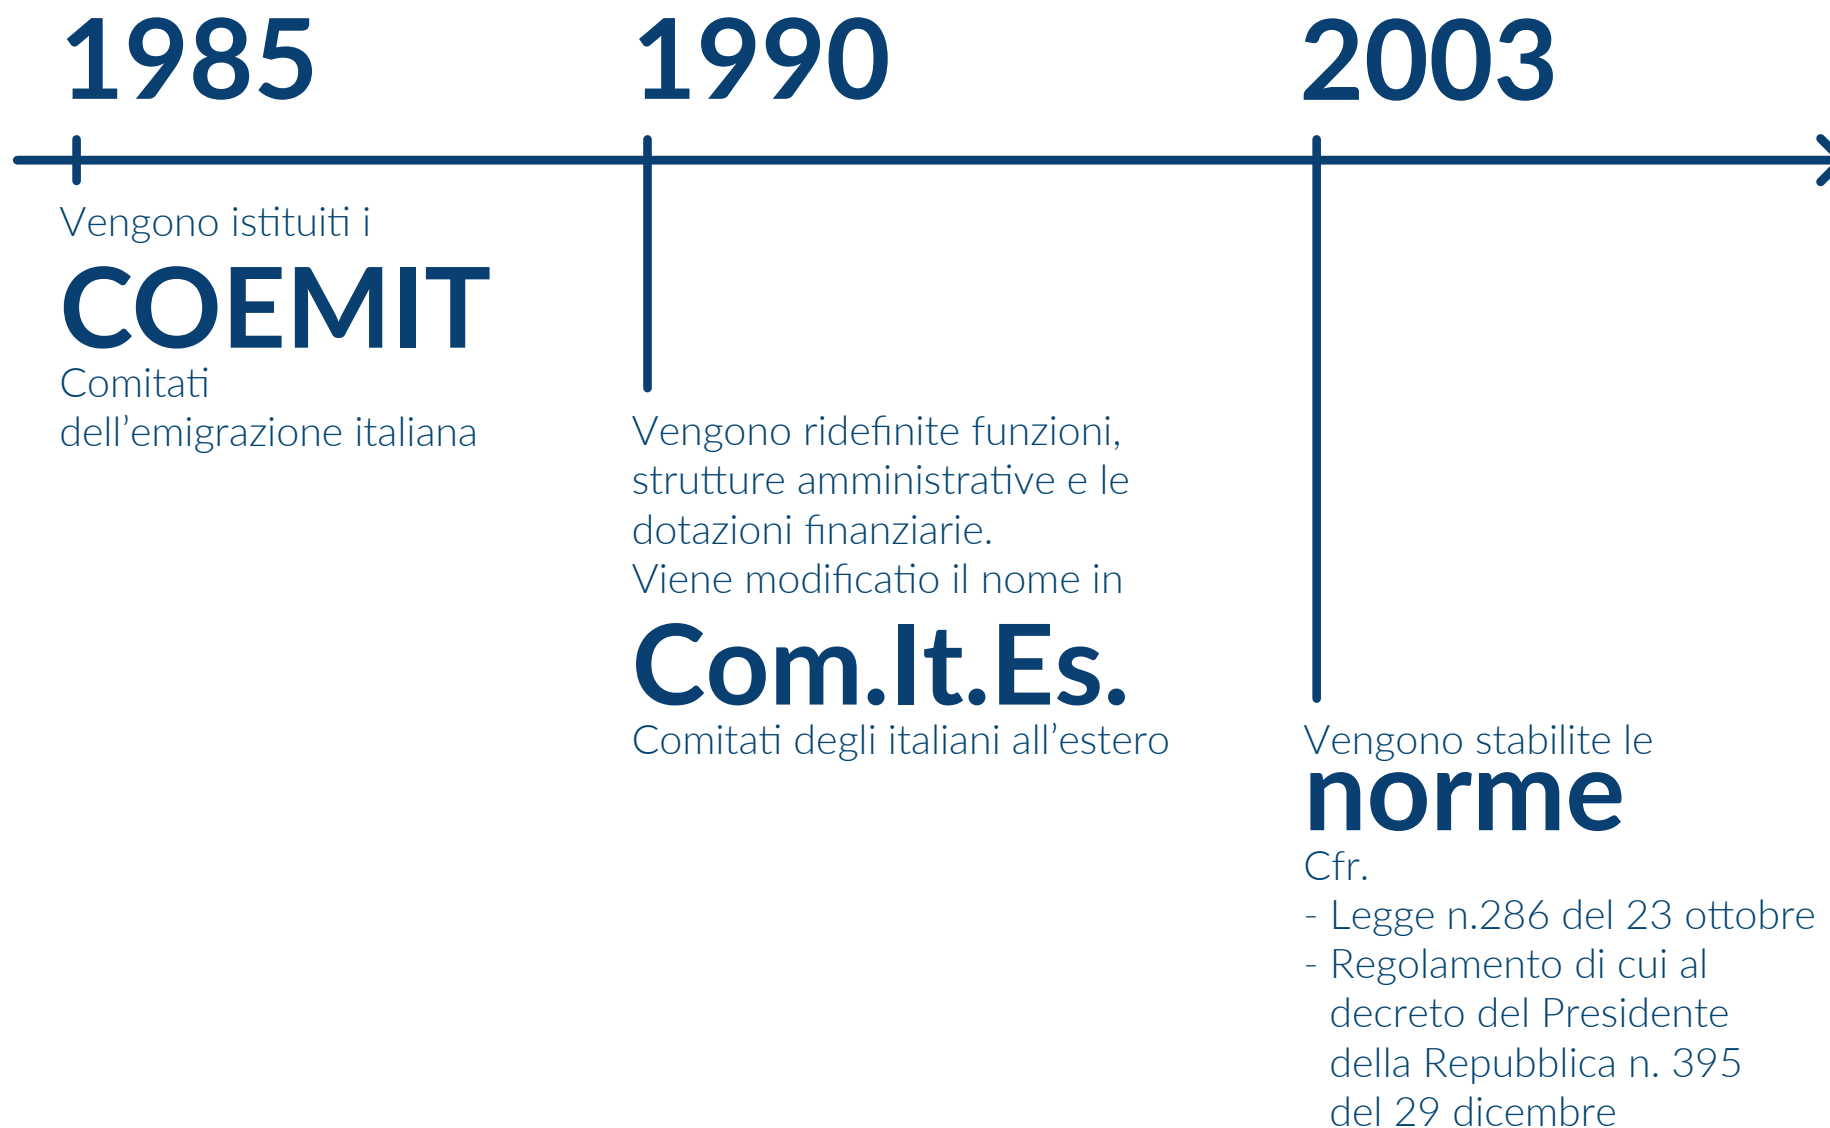 1985
Vengono istituiti i
COEMIT
Comitati
dell’emigrazione italiana
1990
Vengono ridefinite funzioni,
strutture amministrative e le
dotazioni finanziarie.
Viene modificatio il nome in
Com.It.Es.
Comitati degli italiani all’estero
2003
Vengono stabilite le
norme
Cfr.
- Legge n.286 del 23 ottobre
- Regolamento di cui al
decreto del Presidente
della Repubblica n. 395
del 29 dicembre